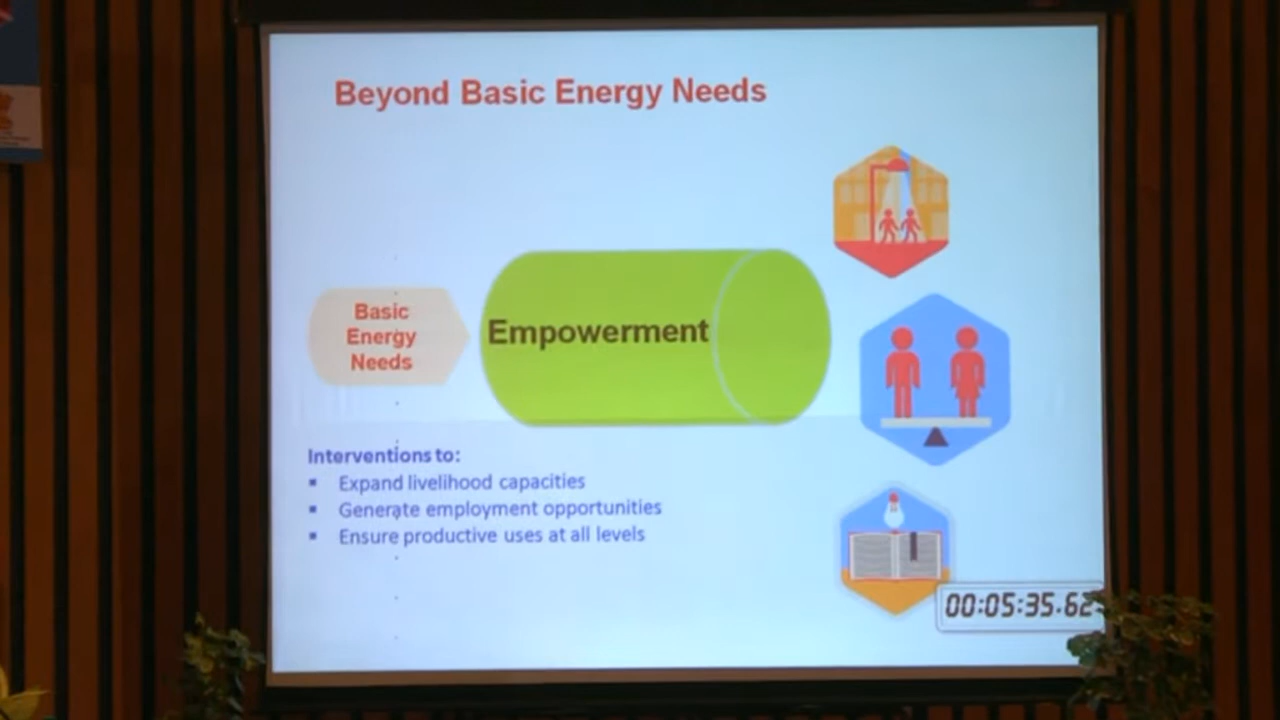 Beyond Basic Energy Needs
Basic
Energy
Needs
Empowerment
Interventions to:
▪ Expand livelihood capacities
▪ Generate employment opportunities
▪ Ensure productive uses at all levels
00:05:35.62